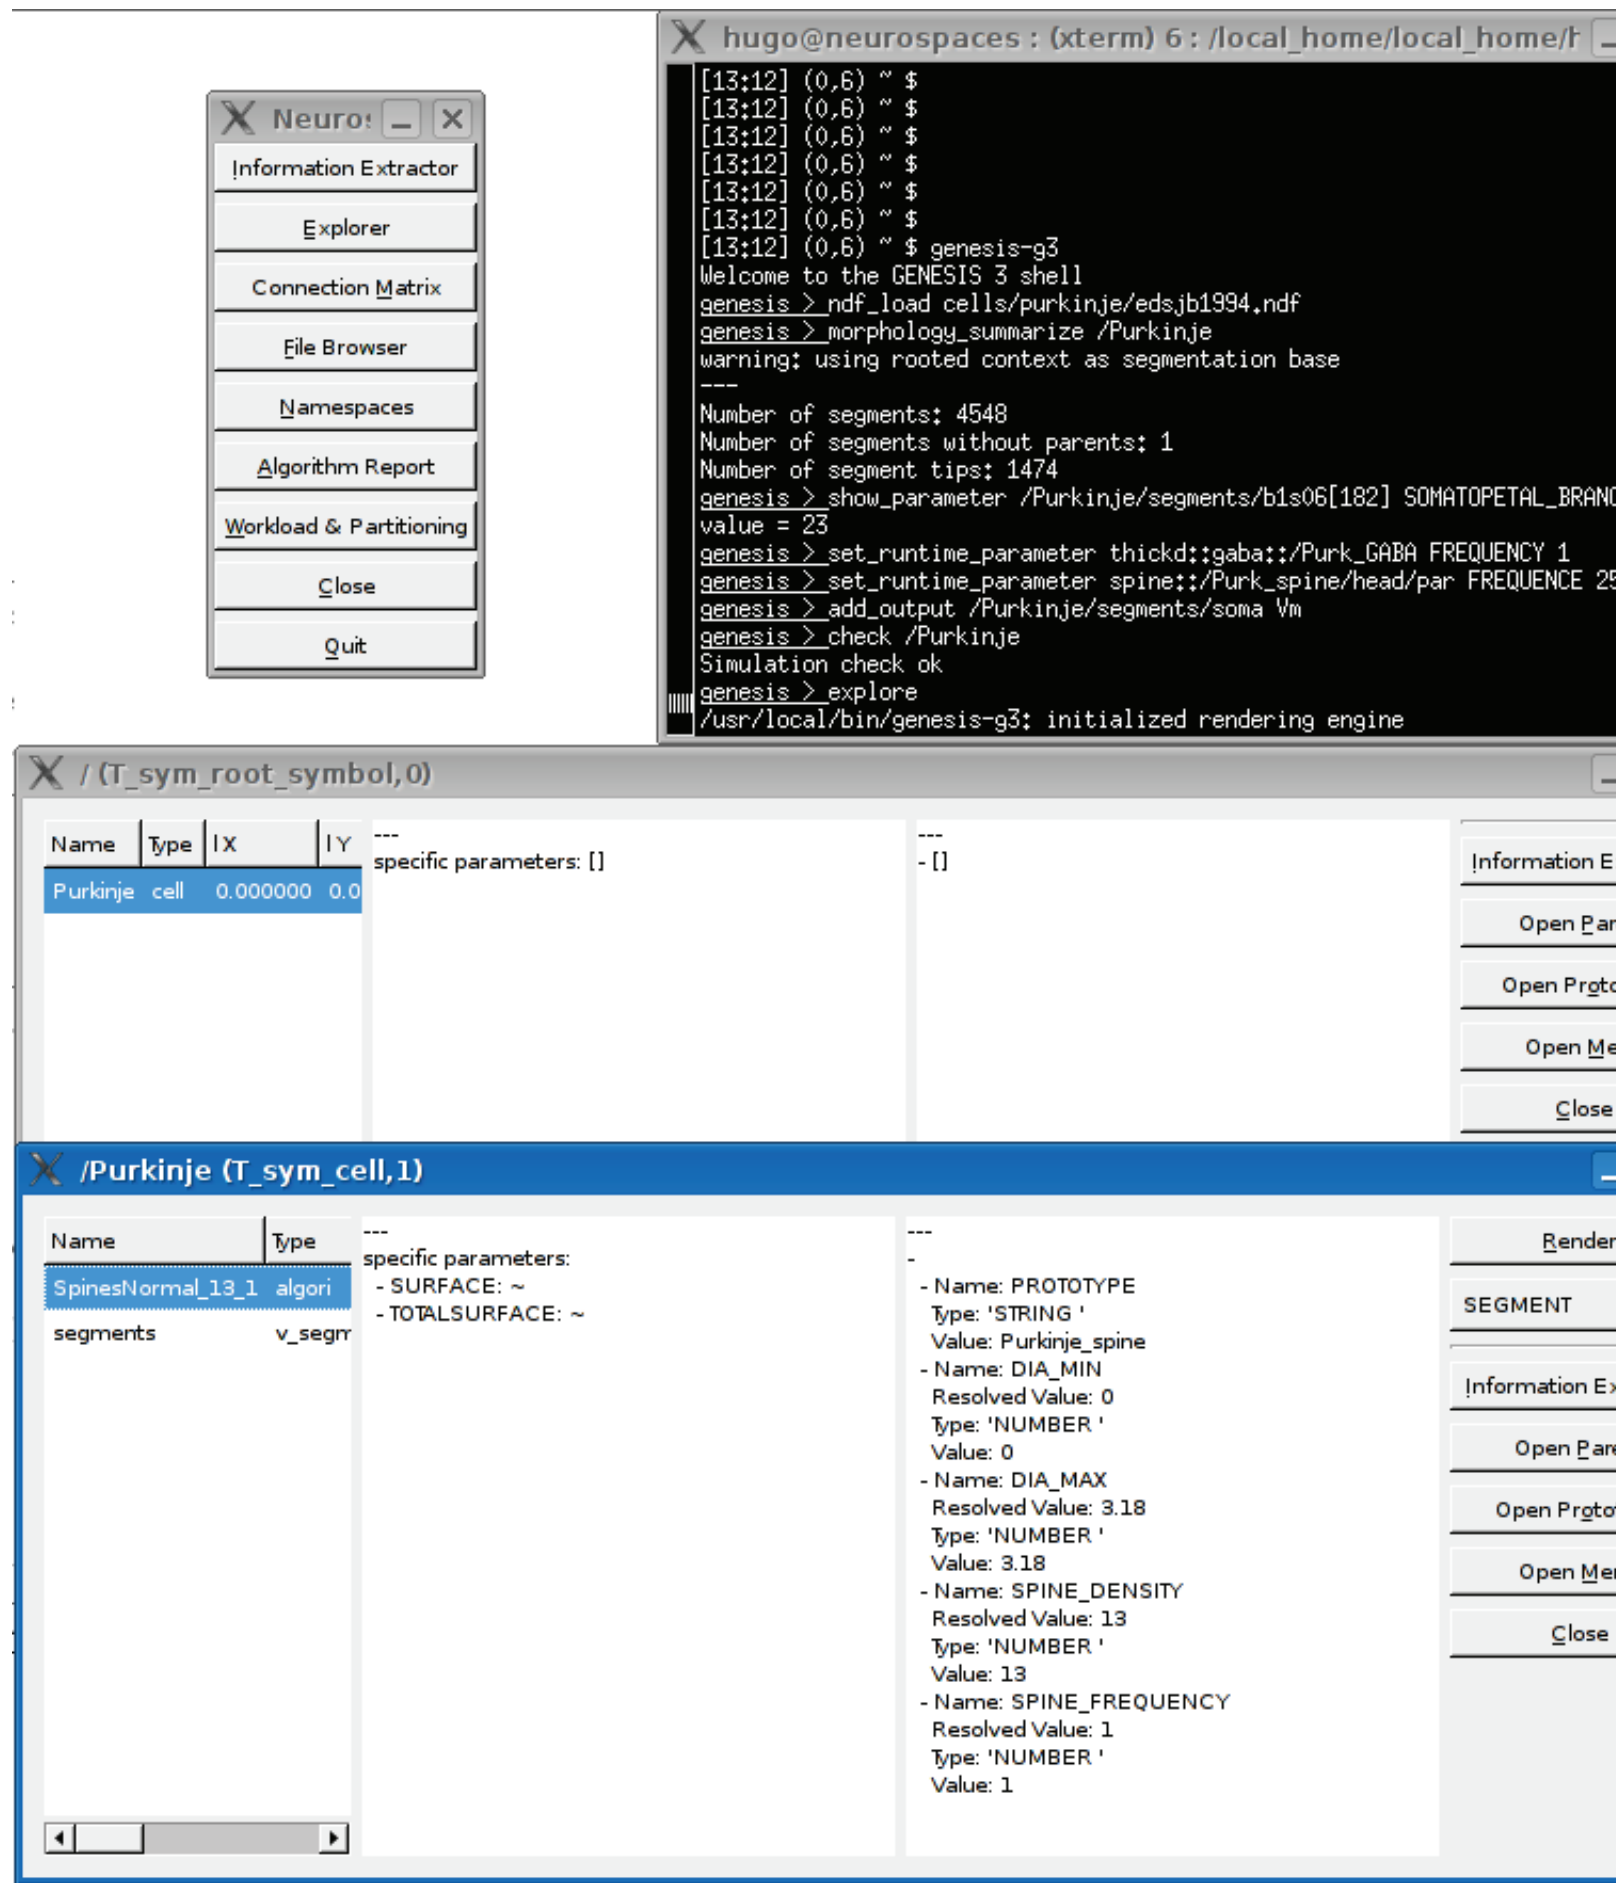 hugo@neurospaces : (xterm) 6 : /local_home/local_home/h
[13:12] (0,6) ~ $
[13:12] (0,6) ~ $
[13:12] (0,6) ~ $
[13:12] (0,6) ~ $
[13:12] (0,6) ~ $
[13:12] (0,6) ~ $
[13:12] (0,6) ~ $ genesis-g3
Welcome to the GENESIS 3 shell
genesis > ndf_load cells/purkinje/edsjb1994.ndf
genesis > morphology_summarize /Purkinje
warning: using rooted context as segmentation base
---
Number of segments: 4548
Number of segments without parents: 1
Number of segment tips: 1474
genesis > show_parameter /Purkinje/segments/b1s06[182] SOMATOPETAL_BRANC
value = 23
genesis > set_runtime_parameter thickd::gaba::/Purk_GABA FREQUENCY 1
genesis > set_runtime_parameter spine::/Purk_spine/head/par FREQUENCE 25
genesis > add_output /Purkinje/segments/soma Vm
genesis > check /Purkinje
Simulation check ok
genesis > explore
/usr/local/bin/genesis-g3: initialized rendering engine
Neuros
Information Extractor
Explorer
Connection Matrix
File Browser
Namespaces
Algorithm Report
Workload & Partitioning
Close
Quit
/ (T_sym_root_symbol,0)
Name Type l X l Y
Purkinje cell 0.000000 0.0
---
specific parameters: []
---
- []
Information E
Open Par
Open Proto
Open Me
Close
/Purkinje (T_sym_cell,1)
Name Type
SpinesNormal_13_1 algori
segments v_segm
---
specific parameters:
- SURFACE: ~
- TOTALSURFACE: ~
---
-
- Name: PROTOTYPE
Type: 'STRING '
Value: Purkinje_spine
- Name: DIA_MIN
Resolved Value: 0
Type: 'NUMBER '
Value: 0
- Name: DIA_MAX
Resolved Value: 3.18
Type: 'NUMBER '
Value: 3.18
- Name: SPINE_DENSITY
Resolved Value: 13
Type: 'NUMBER '
Value: 13
- Name: SPINE_FREQUENCY
Resolved Value: 1
Type: 'NUMBER '
Value: 1
Render
SEGMENT
Information Ex
Open Pare
Open Protot
Open Mem
Close